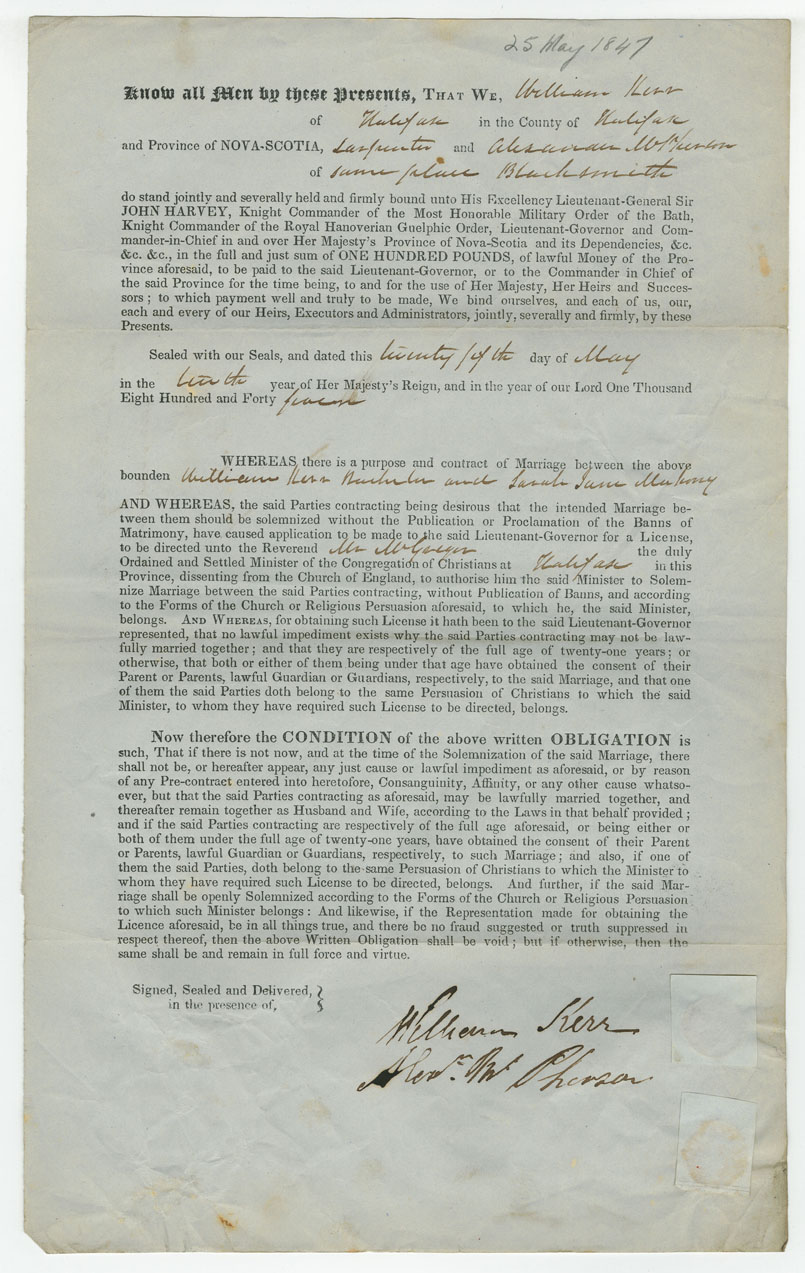 25 May 1847
Know all Men by these Presents, THAT WE, William Kerr
of Halifax in the County of Halifax
and Province of NOVA-SCOTIA, Carpenter and Alexander McPherson
of same place Blacksmith
do stand jointly and severally held and firmly bound unto His Excellency Lieutenant-General Sir
JOHN HARVEY, Knight Commander of the Most Honorable Military Order of the Bath,
Knight Commander of the Royal Hanoverian Guelphic Order, Lieutenant-Governor and Com-
mander-in-Chief in and over Her Majesty's Province of Nova-Scotia and its Dependencies, &c.
&c. &c., in the full and just sum of ONE HUNDRED POUNDS, of lawful Money of the Pro-
vince aforesaid, to be paid to the said Lieutenant-Governor, or to the Commander in Chief of
the said Province for the time being, to and for the use of Her Majesty, Her Heirs and Succes-
sors ; to which payment well and truly to be made, We bind ourselves, and each of us, our,
each and every of our Heirs, Executors and Administrators, jointly, severally and firmly, by these
Presents.
Sealed with our Seals, and dated this twenty fifth day of May
in the tenth year of Her Majesty's Reign, and in the year of our Lord One Thousand
Eight Hundred and Forty seven
WHEREAS there is a purpose and contract of Marriage between the above
bounden William Kerr Bachelor and Sarah Jane Mahony
AND WHEREAS, the said Parties contracting being desirous that the intended Marriage be-
tween them should be solemnized without the Publication or Proclamation of the Banns of
Matrimony, have caused application to be made to the said Lieutenant-Governor for a License,
to be directed unto the Reverend Mr McGregor the duly
Ordained and Settled Minister of the Congregation of Christians at Halifax in this
Province, dissenting from the Church of England, to authorise him the said Minister to Solem-
nize Marriage between the said Parties contracting, without Publication of Banns, and according
to the Forms of the Church or Religious Persuasion aforesaid, to which he, the said Minister,
belongs. AND WHEREAS, for obtaining such License it hath been to the said Lieutenant-Governor
represented, that no lawful impediment exists why the said Parties contracting may not be law-
fully married together ; and that they are respectively of the full age of twenty-one years ; or
otherwise, that both or either of them being under that age have obtained the consent of their
Parent or Parents, lawful Guardian or Guardians, respectively, to the said Marriage, and that one
of them the said Parties doth belong to the same Persuasion of Christians to which the said
Minister, to whom they have required such License to be directed, belongs.
Now therefore the CONDITION of the above written OBLIGATION is
such, That if there is not now, and at the time of the Solemnization of the said Marriage, there
shall not be, or hereafter appear, any just cause or lawful impediment as aforesaid, or by reason
of any Pre-contract entered into heretofore, Consanguinity, Affinity, or any other cause whatso-
ever, but that the said Parties contracting as aforesaid, may be lawfully married together, and
thereafter remain together as Husband and Wife, according to the Laws in that behalf provided ;
and if the said Parties contracting are respectively of the full age aforesaid, or being either or
both of them under the full age of twenty-one years, have obtained the consent of their Parent
or Parents, lawful Guardian or Guardians, respectively, to such Marriage ; and also, if one of
them the said Parties, doth belong to the same Persuasion of Christians to which the Minister to
whom they have required such License to be directed, belongs. And further, if the said Mar-
riage shall be openly Solemnized according to the Forms of the Church or Religious Persuasion
to which such Minister belongs : And likewise, if the Representation made for obtaining the
Licence aforesaid, be in all things true, and there be no fraud suggested or truth suppressed in
respect thereof, then the above Written Obligation shall be void ; but if otherwise, then the
same shall be and remain in full force and virtue.
Signed, Sealed and Delivered,
in the presence of,
William Kerr
Alexr. Mc Pherson